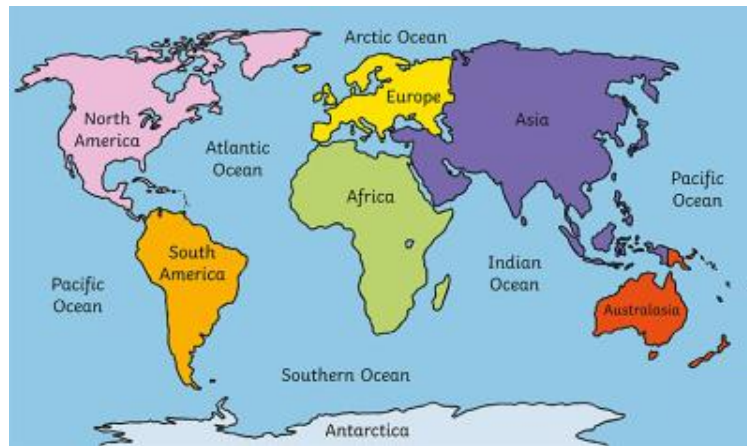 Arctic Ocean
Europe
North
America
Asia
Atlantic
Ocean
Africa
Pacific
Ocean
South
America
Indian
Ocean
Pacific
Ocean
Australasia
Southern Ocean
Antarctica